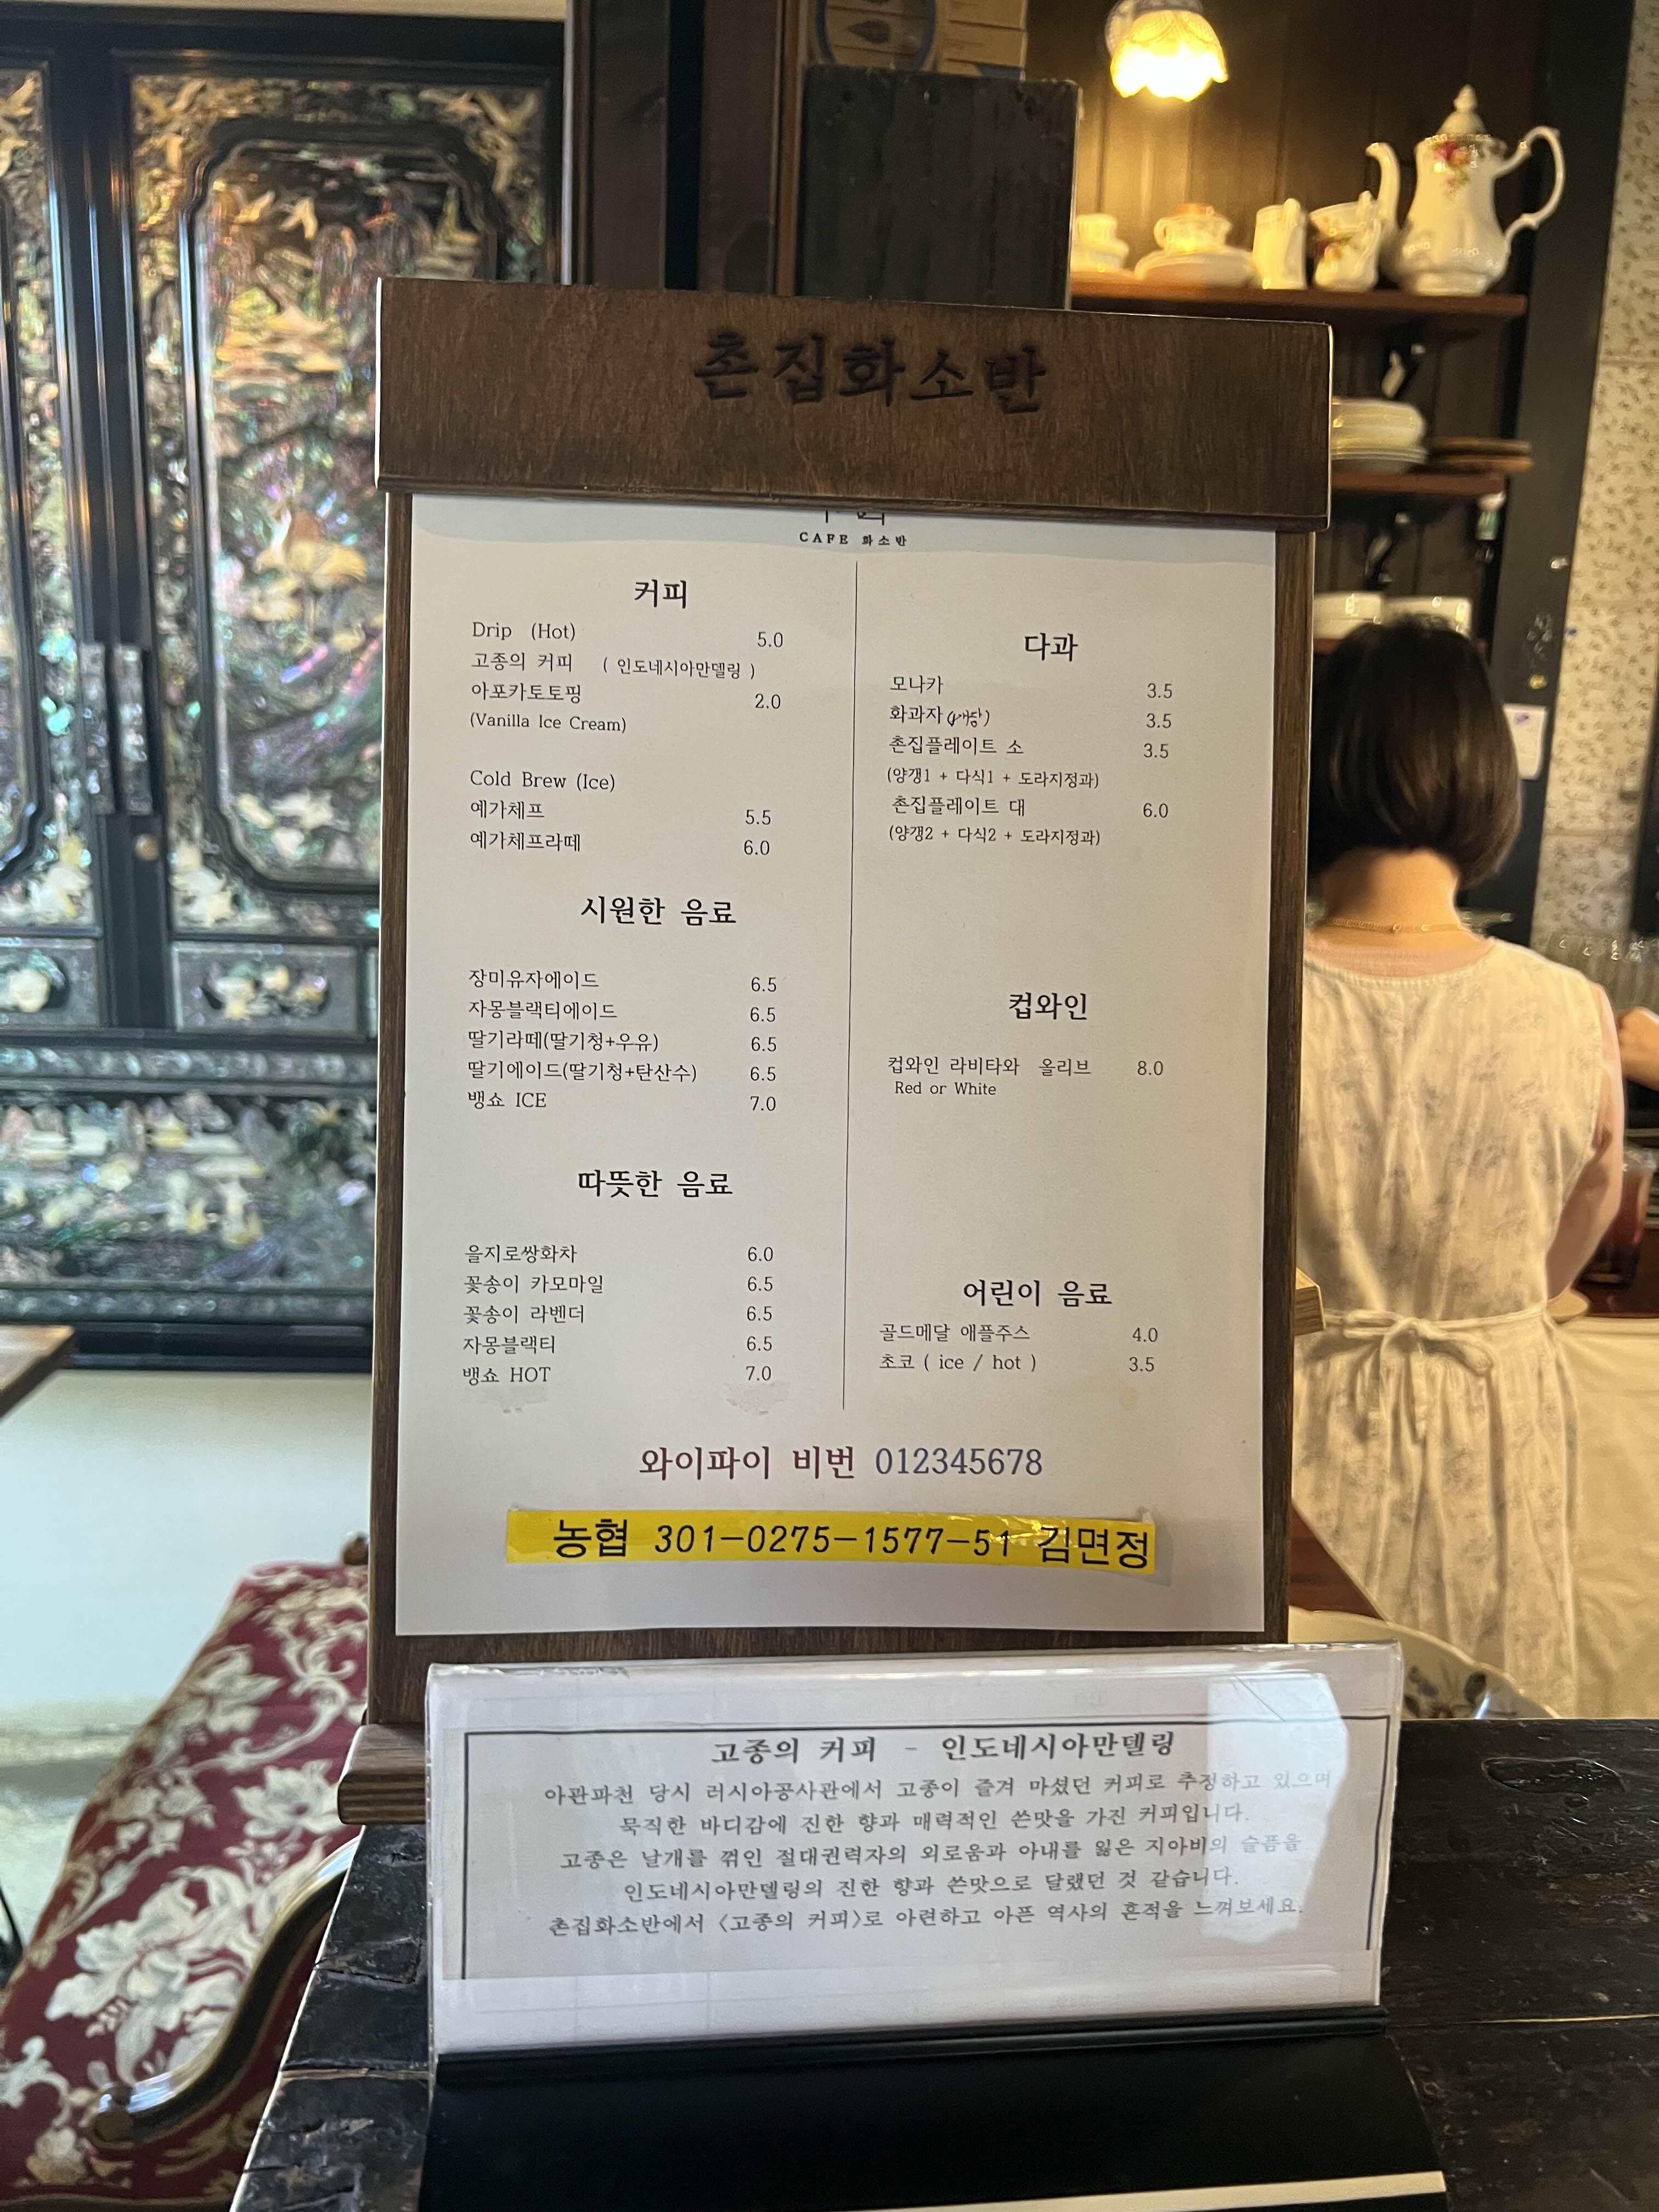 촌집화소반
CAFE 화소반
커피
Drip (Hot) 5.0
고종의 커피 ( 인도네시아만델링 )
아포카토토핑 2.0
(Vanilla Ice Cream)
Cold Brew (Ice)
예가체프 5.5
예가체프라떼 6.0
시원한 음료
장미유자에이드 6.5
자몽블랙티에이드 6.5
딸기라떼(딸기청+우유) 6.5
딸기에이드(딸기청+탄산수) 6.5
뱅쇼 ICE 7.0
따뜻한 음료
을지로쌍화차 6.0
꽃송이 카모마일 6.5
꽃송이 라벤더 6.5
자몽블랙티 6.5
뱅쇼 HOT 7.0
다과
모나카 3.5
화과자 3.5
촌집플레이트 소 3.5
(양갱1 + 다식1 + 도라지정과)
촌집플레이트 대 6.0
(양갱2 + 다식2 + 도라지정과)
컵와인
컵와인 라비타와 올리브 8.0
Red or White
어린이 음료
골드메달 애플주스 4.0
초코 ( ice / hot ) 3.5
와이파이 비번 012345678
농협 301-0275-1577-51 김면정
고종의 커피 - 인도네시아만델링
아관파천 당시 러시아공사관에서 고종이 즐겨 마셨던 커피로 추정하고 있으며
묵직한 바디감에 진한 향과 매력적인 쓴맛을 가진 커피입니다.
고종은 날개를 꺾인 절대권력자의 외로움과 아내를 잃은 지아비의 슬픔을
인도네시아만델링의 진한 향과 쓴맛으로 달랬던 것 같습니다.
촌집화소반에서 <고종의 커피>로 아련하고 아픈 역사의 흔적을 느껴보세요.